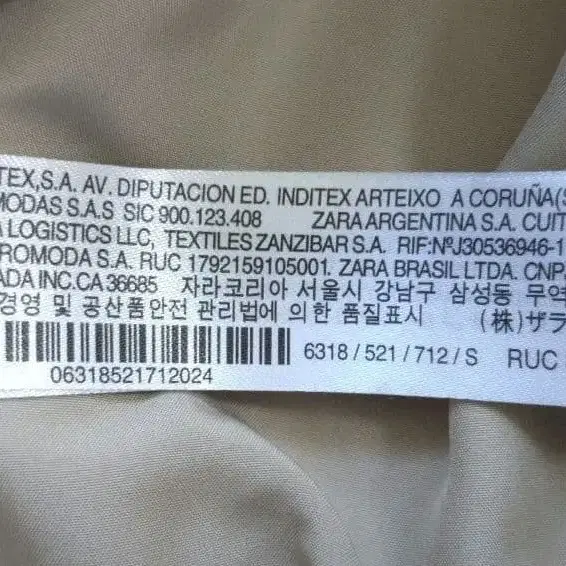 TEX,S.A. AV. DIPUTACION ED. INDITEX ARTEIXO A CORUÑA(S
MODAS S.A.S SIC 900.123.408 ZARA ARGENTINA S.A. CUIT
A LOGISTICS LLC, TEXTILES ZANZIBAR S.A. RIF:NºJ30536946-1
ROMODA S.A. RUC 1792159105001. ZARA BRASIL LTDA. CNP
ADA INC.CA 36685 자라코리아 서울시 강남구 삼성동 무역
경영 및 공산품안전 관리법에 의한 품질표시 (株)ザラ
6318 / 521 / 712 / S RUC
06318521712024